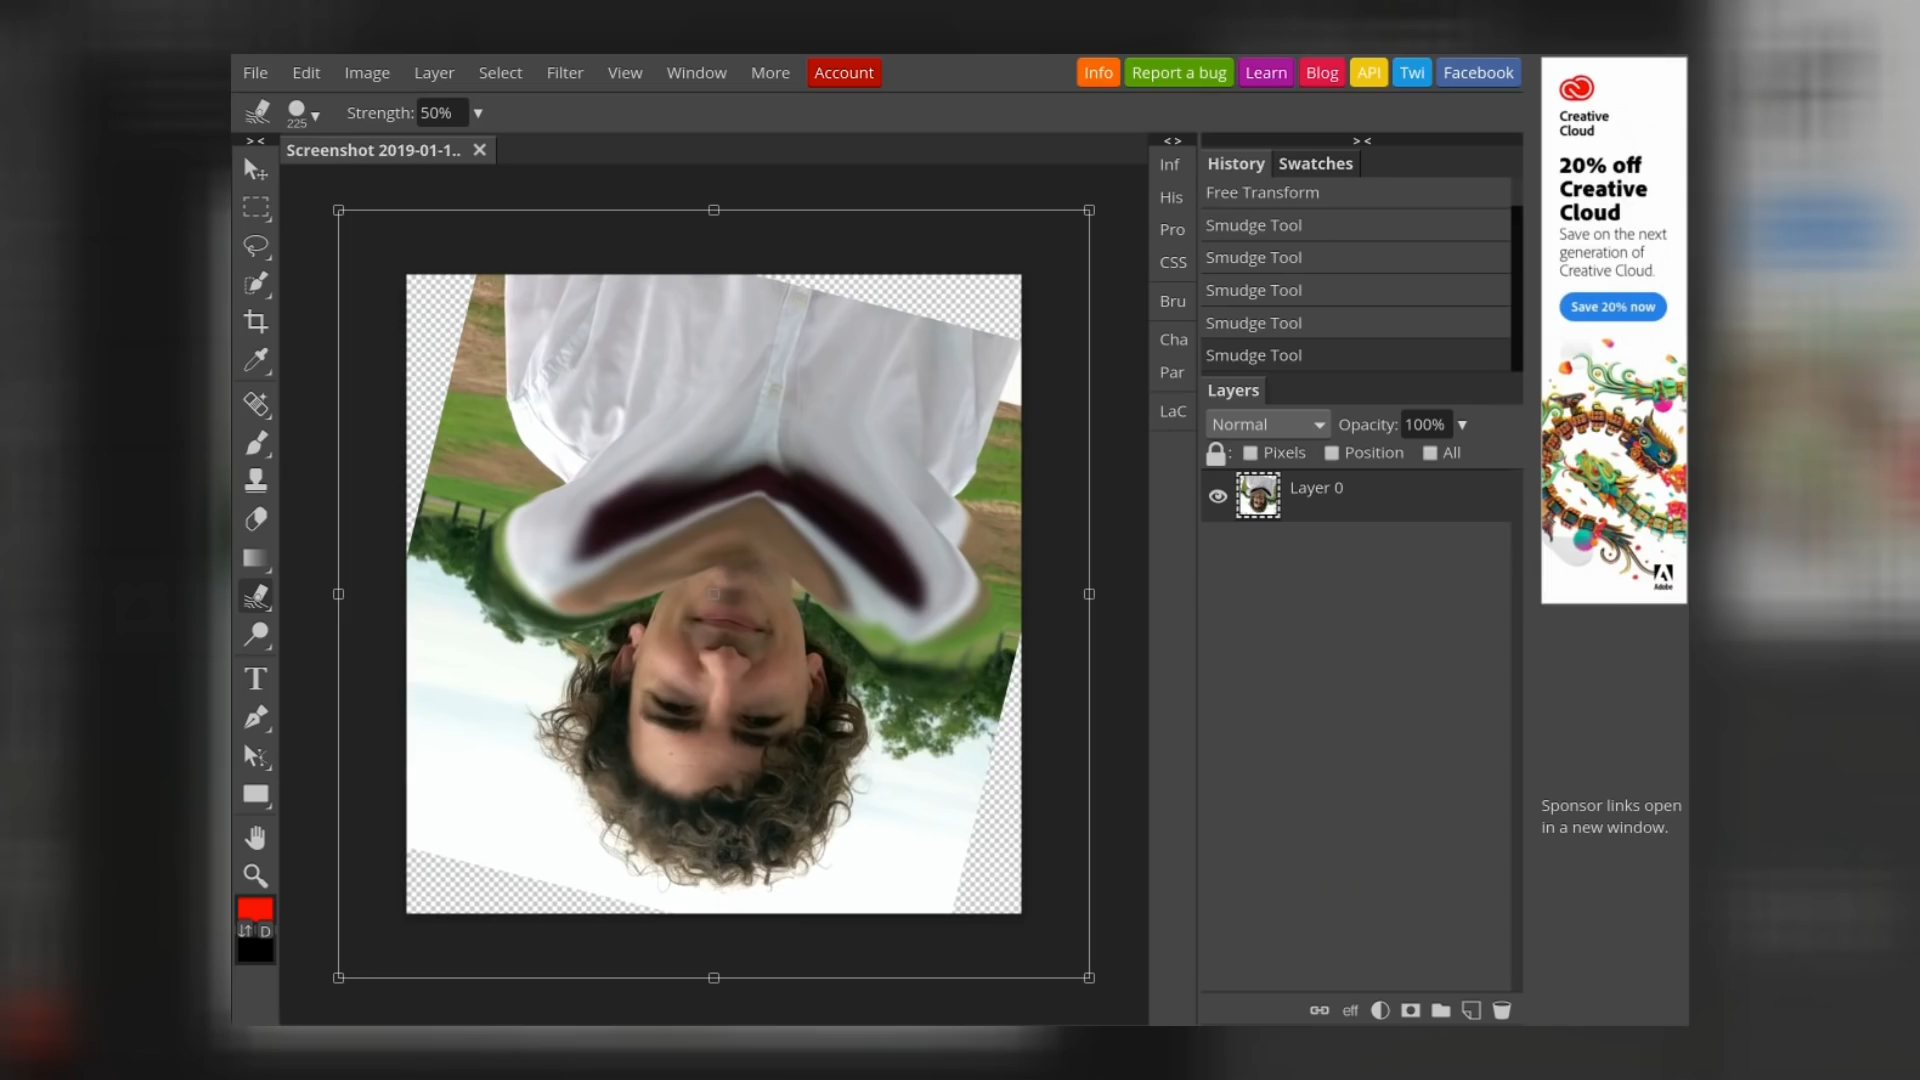 File Edit Image Layer Select Filter View Window More Account Info Report a bug Learn Blog API Twi Facebook
225 Strength: 50%
Screenshot 2019-01-1..
Inf
His
Pro
CSS
Bru
Cha
Par
LaC
History Swatches
Free Transform
Smudge Tool
Smudge Tool
Smudge Tool
Smudge Tool
Smudge Tool
Layers
Normal Opacity: 100%
: Pixels Position All
Layer 0
eff
T
D
Creative
Cloud
20% off
Creative
Cloud
Save on the next
generation of
Creative Cloud.
Save 20% now
Adobe
Sponsor links open
in a new window.